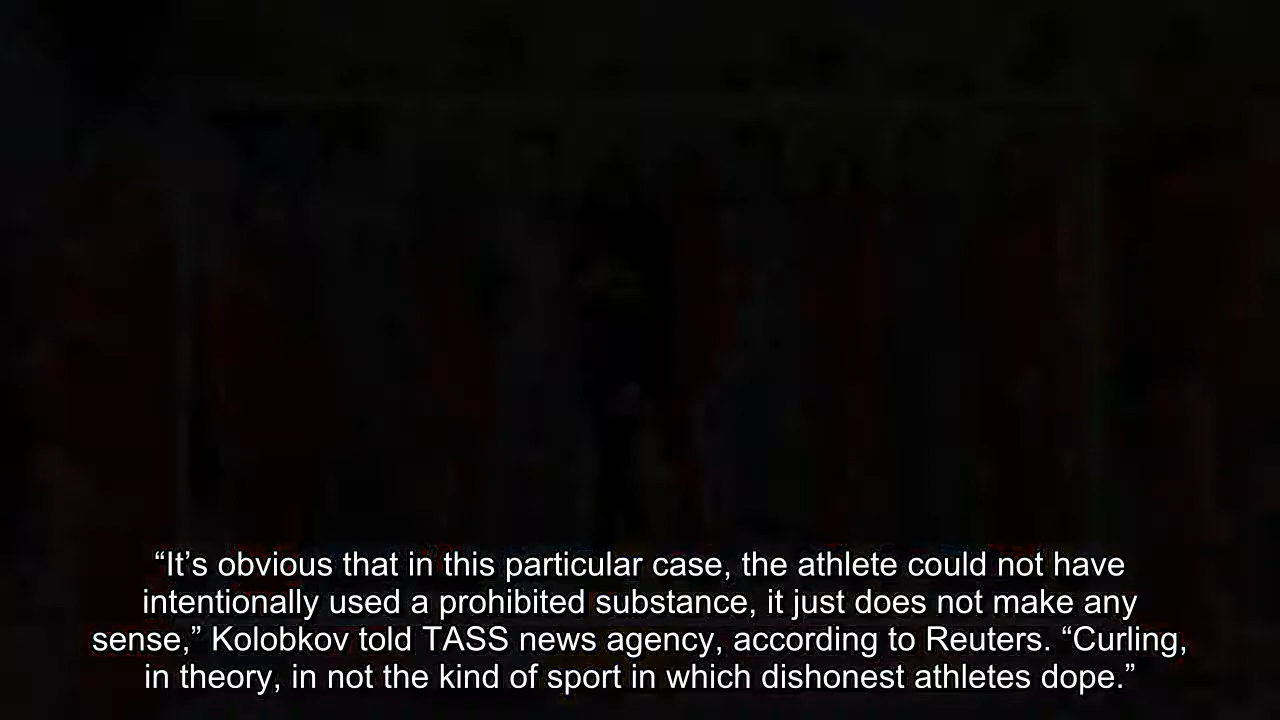 “It’s obvious that in this particular case, the athlete could not have
intentionally used a prohibited substance, it just does not make any
sense,” Kolobkov told TASS news agency, according to Reuters. “Curling,
in theory, in not the kind of sport in which dishonest athletes dope.”